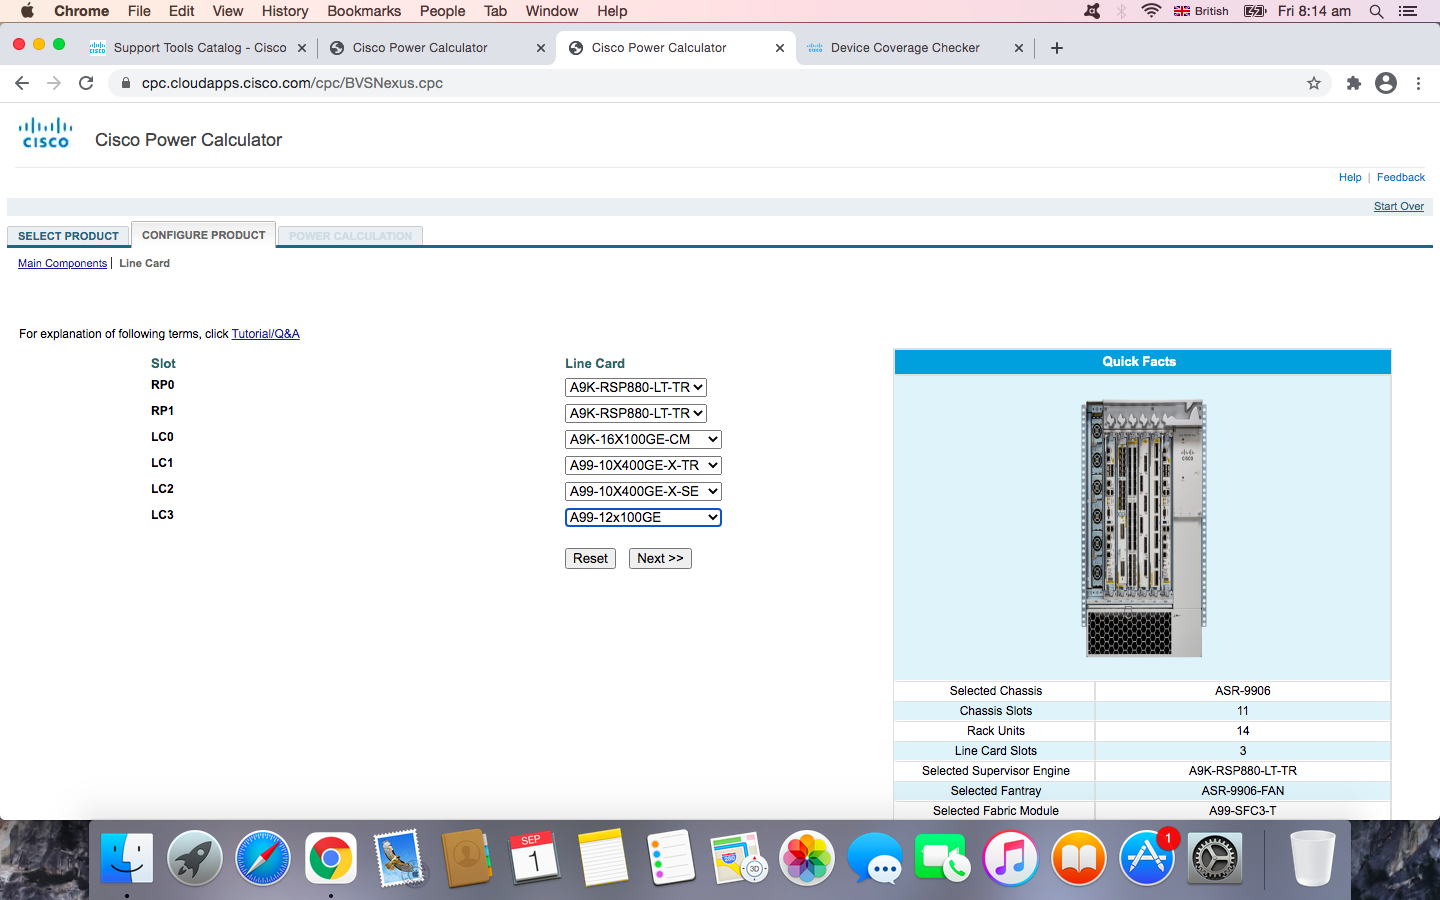 Chrome File Edit View History Bookmarks People Tab Window Help British Fri 8:14 am
Support Tools Catalog - Cisco Cisco Power Calculator Cisco Power Calculator Device Coverage Checker
cpc.cloudapps.cisco.com/cpc/BVSNexus.cpc
CISCO Cisco Power Calculator
Help | Feedback
Start Over
SELECT PRODUCT CONFIGURE PRODUCT POWER CALCULATION
Main Components | Line Card
For explanation of following terms, click Tutorial/Q&A
Slot Line Card
RP0 A9K-RSP880-LT-TR
RP1 A9K-RSP880-LT-TR
LC0 A9K-16X100GE-CM
LC1 A99-10X400GE-X-TR
LC2 A99-10X400GE-X-SE
LC3 A99-12x100GE
Reset Next >>
Quick Facts
CISCO
Selected Chassis ASR-9906
Chassis Slots 11
Rack Units 14
Line Card Slots 3
Selected Supervisor Engine A9K-RSP880-LT-TR
Selected Fantray ASR-9906-FAN
Selected Fabric Module A99-SFC3-T
SEP
1
280
3D
1